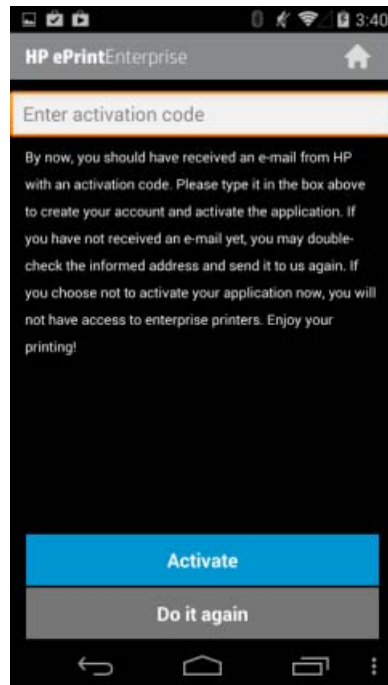 3:40
HP ePrintEnterprise
Enter activation code
By now, you should have received an e-mail from HP
with an activation code. Please type it in the box above
to create your account and activate the application. If
you have not received an e-mail yet, you may double-
check the informed address and send it to us again. If
you choose not to activate your application now, you will
not have access to enterprise printers. Enjoy your
printing!
Activate
Do it again